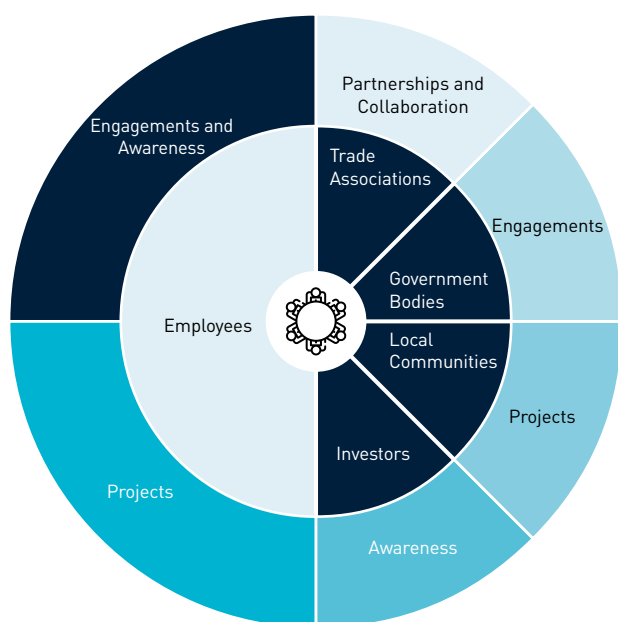 Partnerships and
Collaboration
Engagements and
Awareness
Trade
Associations
Engagements
Government
Bodies
Employees
Local
Communities
Projects
Investors
Projects
Awareness